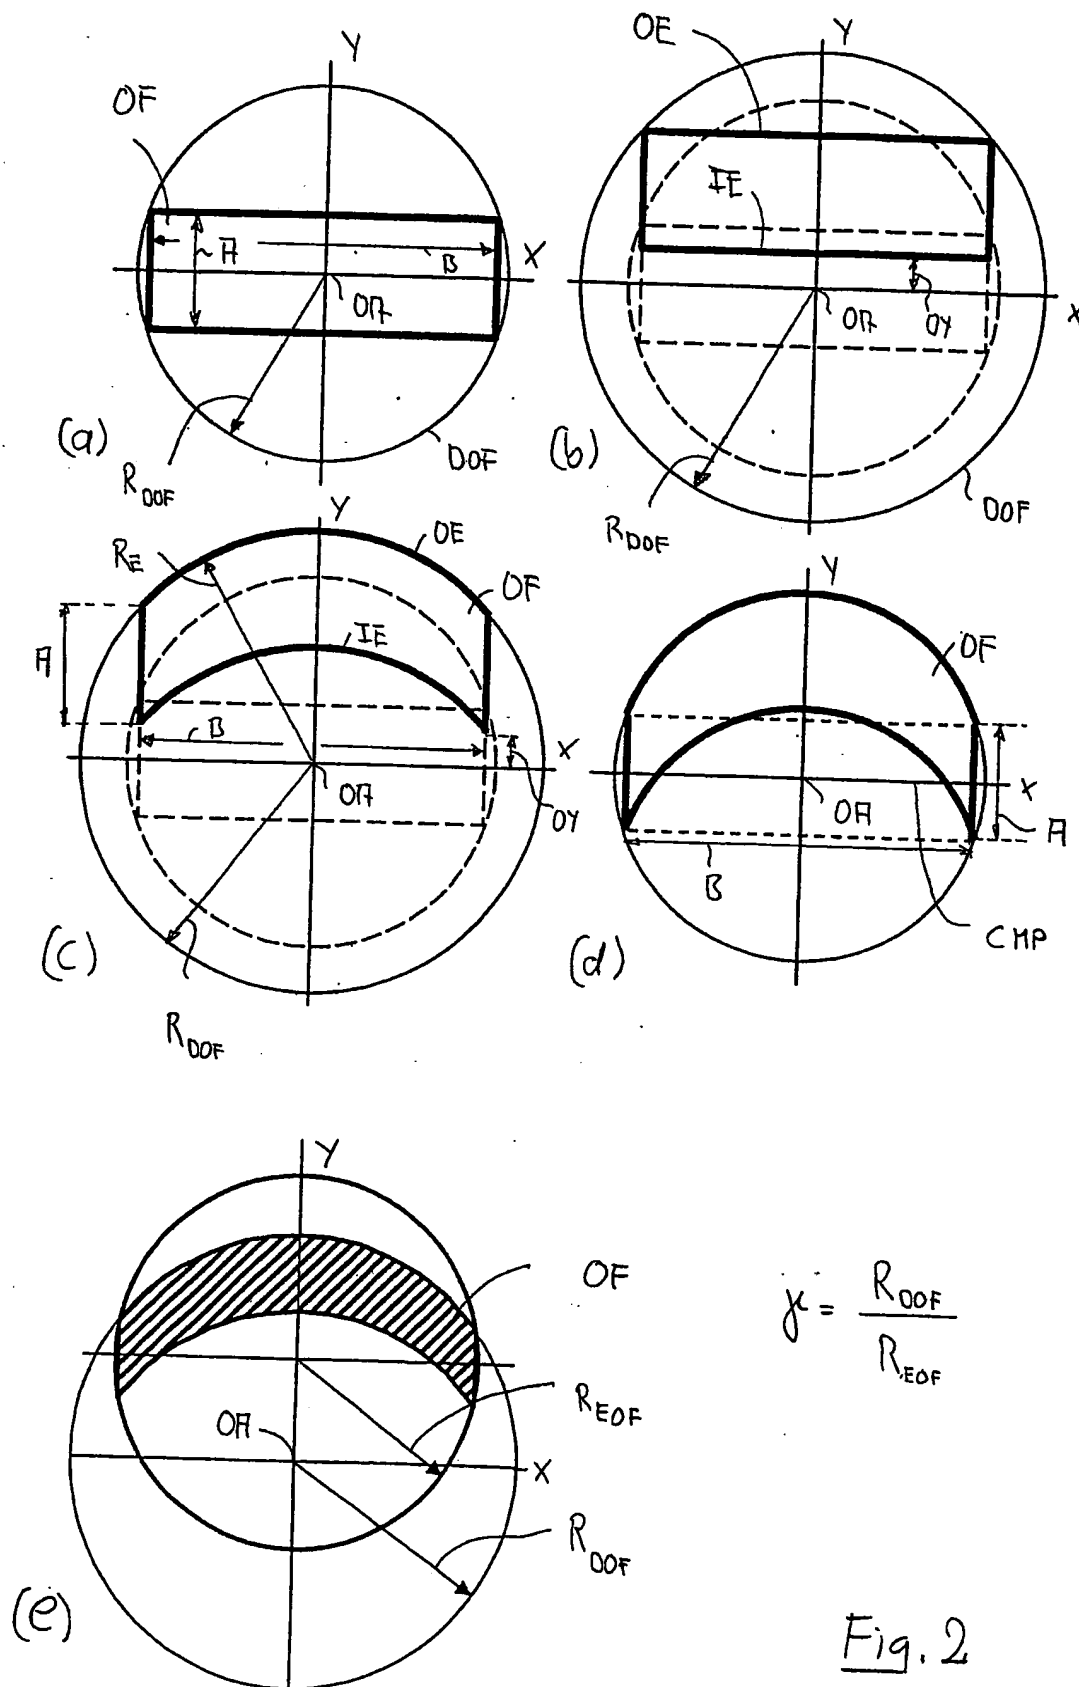 Y
OF
A
B
X
OA
R_DOF
DOF
(a)
OE
Y
IE
OA
OY
X
R_DOF
DOF
(b)
Y
R_E
OE
OF
A
IE
B
X
OA
OY
(c)
R_DOF
Y
OF
X
OA
A
B
CMP
(d)
Y
OF
R_EOF
OA
X
R_DOF
(e)
γ = R_DOF / R_EOF
Fig. 2